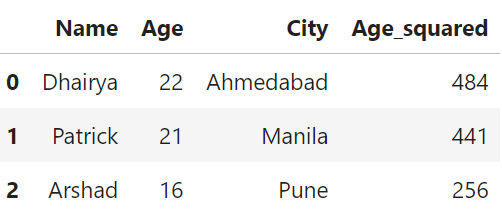 Name Age City Age_squared
0 Dhairya 22 Ahmedabad 484
1 Patrick 21 Manila 441
2 Arshad 16 Pune 256